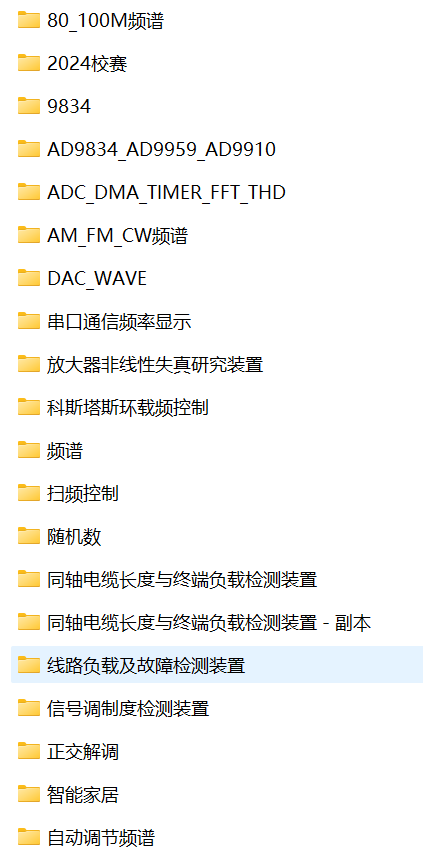 80_100M频谱
2024校赛
9834
AD9834_AD9959_AD9910
ADC_DMA_TIMER_FFT_THD
AM_FM_CW频谱
DAC_WAVE
串口通信频率显示
放大器非线性失真研究装置
科斯塔斯环载频控制
频谱
扫频控制
随机数
同轴电缆长度与终端负载检测装置
同轴电缆长度与终端负载检测装置 - 副本
线路负载及故障检测装置
信号调制度检测装置
正交解调
智能家居
自动调节频谱